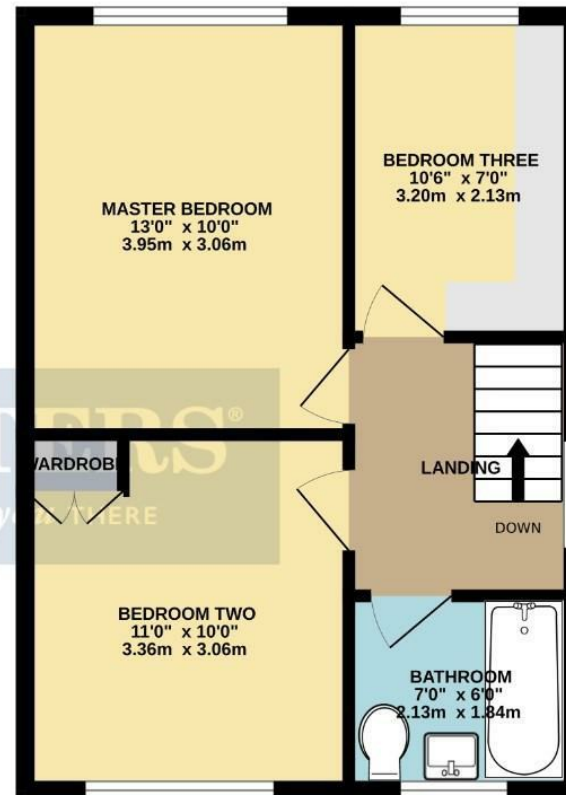 MASTER BEDROOM
13'0" x 10'0"
3.95m x 3.06m
BEDROOM THREE
10'6" x 7'0"
3.20m x 2.13m
TERS®
WARDROBE
THERE
LANDING
DOWN
BEDROOM TWO
11'0" x 10'0"
3.36m x 3.06m
BATHROOM
7'0" x 6'0"
2.13m x 1.84m